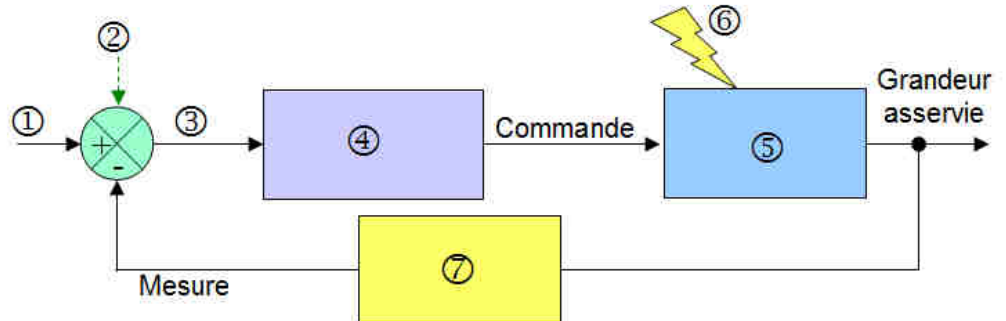 ⑥
②
Grandeur
asservie
① + ③ ④ Commande ⑤
-
⑦
Mesure